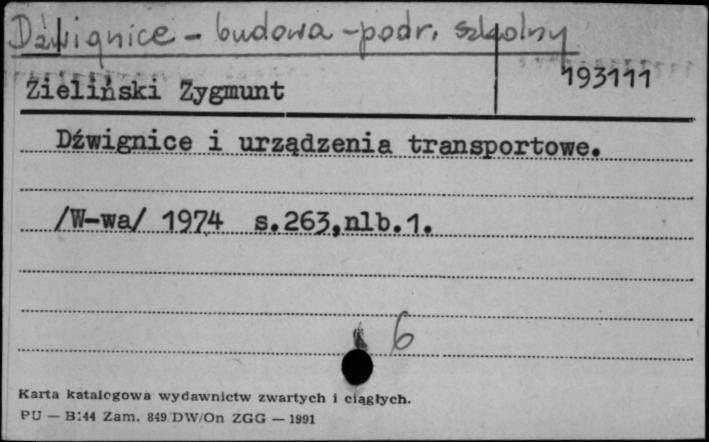 Dźwignice - budowa - podr. szkolny
193111
Zieliński Zygmunt
Dźwignice i urządzenia transportowe.
/W-wa/ 1974 s.263,nlb.1.
6
Karta katalogowa wydawnictw zwartych i ciągłych.
PU — B:44 Zam. 849 DW/On ZGG — 1991